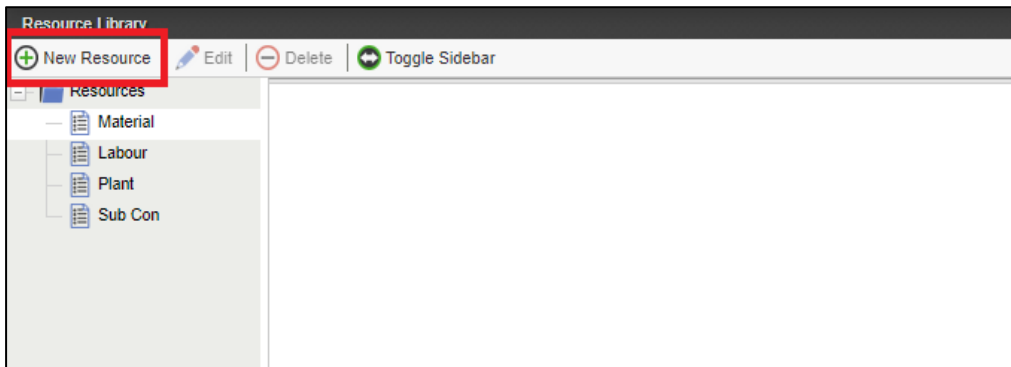 Resource Library
New Resource Edit Delete Toggle Sidebar
Resources
Material
Labour
Plant
Sub Con